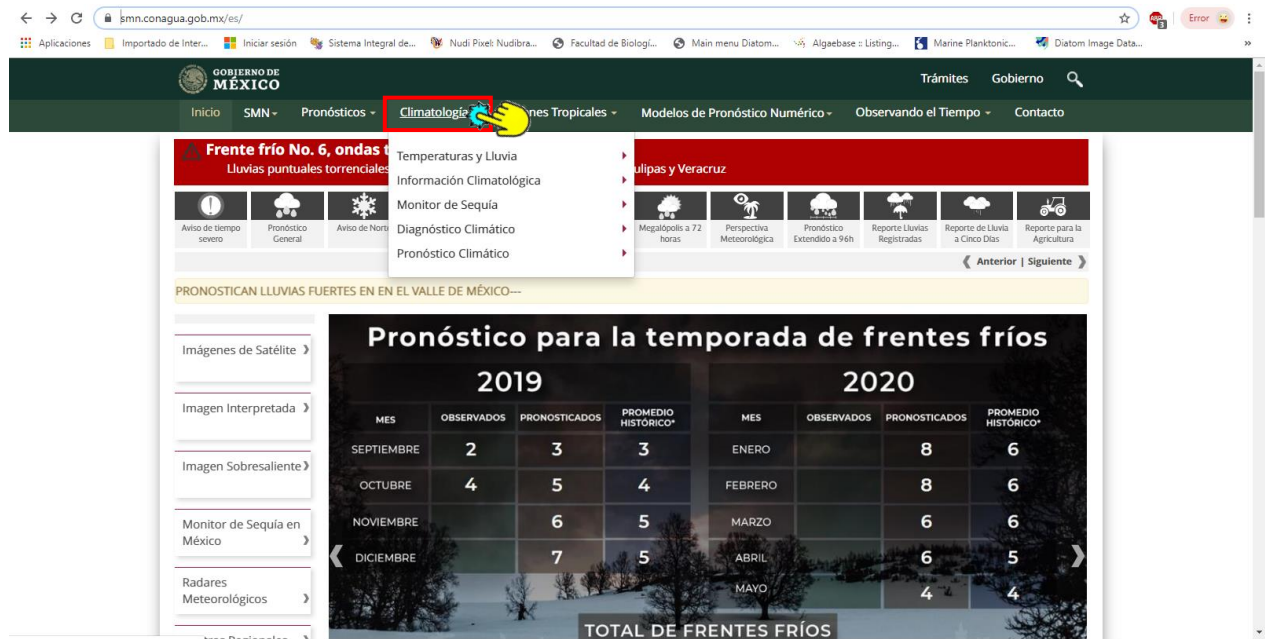 smn.conagua.gob.mx/es/
Error
Aplicaciones
Importado de Inter...
Iniciar sesión
Sistema Integral de...
Nudi Pixel: Nudibra...
Facultad de Biologí...
Main menu Diatom...
Algaebase :: Listing...
Marine Planktonic...
Diatom Image Data...
GOBIERNO DE
MÉXICO
Trámites Gobierno
Inicio SMN Pronósticos Climatología nes Tropicales Modelos de Pronóstico Numérico Observando el Tiempo Contacto
Frente frío No. 6, ondas t
Lluvias puntuales torrenciales ulipas y Veracruz
Temperaturas y Lluvia
Información Climatológica
Monitor de Sequía
Diagnóstico Climático
Pronóstico Climático
Aviso de tiempo severo
Pronóstico General
Aviso de Nort
Megalópolis a 72 horas
Perspectiva Meteorológica
Pronóstico Extendido a 96h
Reporte Lluvias Registradas
Reporte de Lluvia a Cinco Días
Reporte para la Agricultura
Anterior | Siguiente
PRONOSTICAN LLUVIAS FUERTES EN EN EL VALLE DE MÉXICO---
Imágenes de Satélite
Imagen Interpretada
Imagen Sobresaliente
Monitor de Sequía en
México
Radares
Meteorológicos
Pronóstico para la temporada de frentes fríos
2019
MES OBSERVADOS PRONOSTICADOS PROMEDIO HISTÓRICO*
SEPTIEMBRE 2 3 3
OCTUBRE 4 5 4
NOVIEMBRE 6 5
DICIEMBRE 7 5
2020
MES OBSERVADOS PRONOSTICADOS PROMEDIO HISTÓRICO*
ENERO 8 6
FEBRERO 8 6
MARZO 6 6
ABRIL 6 5
MAYO 4 4
TOTAL DE FRENTES FRÍOS